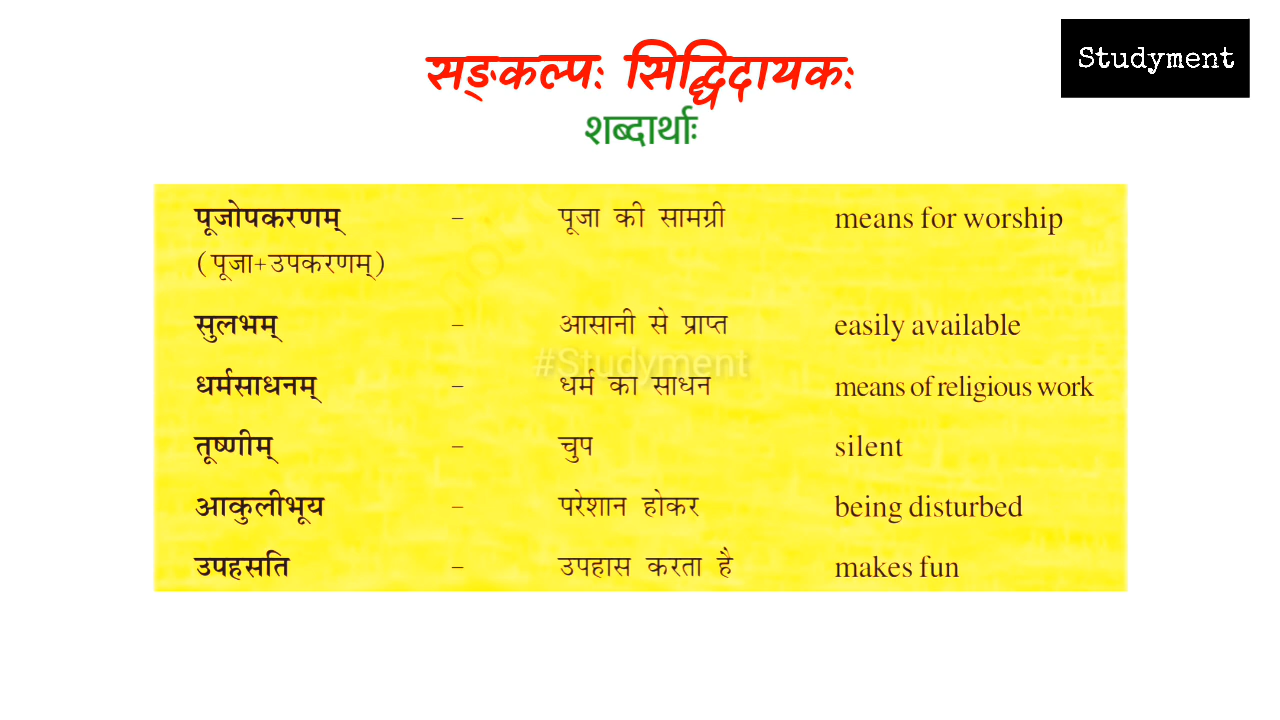 Studyment
सङ्कल्पः सिद्धिदायकः
शब्दार्थाः
पूजोपकरणम् – पूजा की सामग्री means for worship
(पूजा+उपकरणम्)
सुलभम् – आसानी से प्राप्त easily available
#Studyment
धर्मसाधनम् – धर्म का साधन means of religious work
तूष्णीम् – चुप silent
आकुलीभूय – परेशान होकर being disturbed
उपहसति – उपहास करता है makes fun